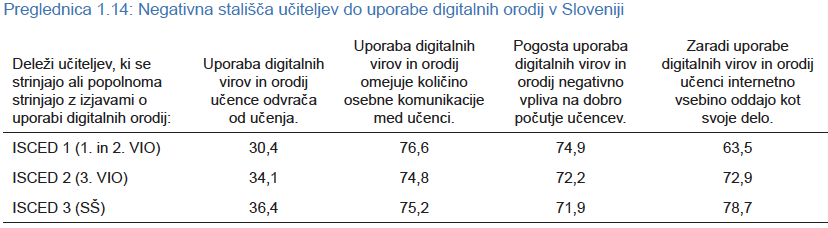 Preglednica 1.14: Negativna stališča učiteljev do uporabe digitalnih orodij v Sloveniji
Deleži učiteljev, ki se
strinjajo ali popolnoma
strinjajo z izjavami o
uporabi digitalnih orodij:
Uporaba digitalnih
virov in orodij
učence odvrača
od učenja.
Uporaba digitalnih
virov in orodij
omejuje količino
osebne komunikacije
med učenci.
Pogosta uporaba
digitalnih virov in
orodij negativno
vpliva na dobro
počutje učencev.
Zaradi uporabe
digitalnih virov in orodij
učenci internetno
vsebino oddajo kot
svoje delo.
ISCED 1 (1. in 2. VIO) 30,4 76,6 74,9 63,5
ISCED 2 (3. VIO) 34,1 74,8 72,2 72,9
ISCED 3 (SŠ) 36,4 75,2 71,9 78,7